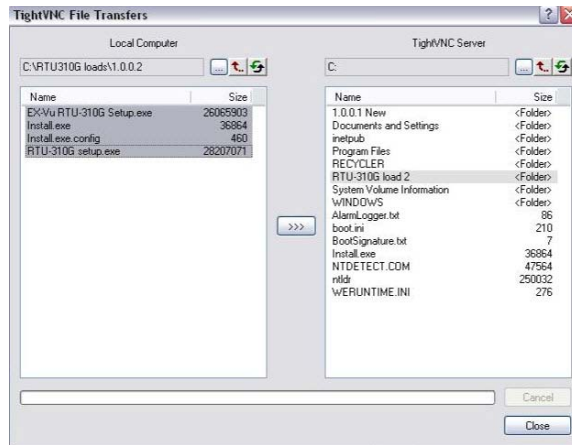 TightVNC File Transfers
Local Computer
C:\RTU310G loads\1.0.0.2
Name Size
EX-Vu RTU-310G Setup.exe 26065903
Install.exe 36864
Install.exe.config 460
RTU-310G setup.exe 28207071
>>>
TightVNC Server
C:
Name Size
1.0.0.1 New <Folder>
Documents and Settings <Folder>
inetpub <Folder>
Program Files <Folder>
RECYCLER <Folder>
RTU-310G load 2 <Folder>
System Volume Information <Folder>
WINDOWS <Folder>
AlarmLogger.txt 86
boot.ini 210
BootSignature.txt 7
Install.exe 36864
NTDETECT.COM 47564
ntldr 250032
WERUNTIME.INI 276
Cancel
Close